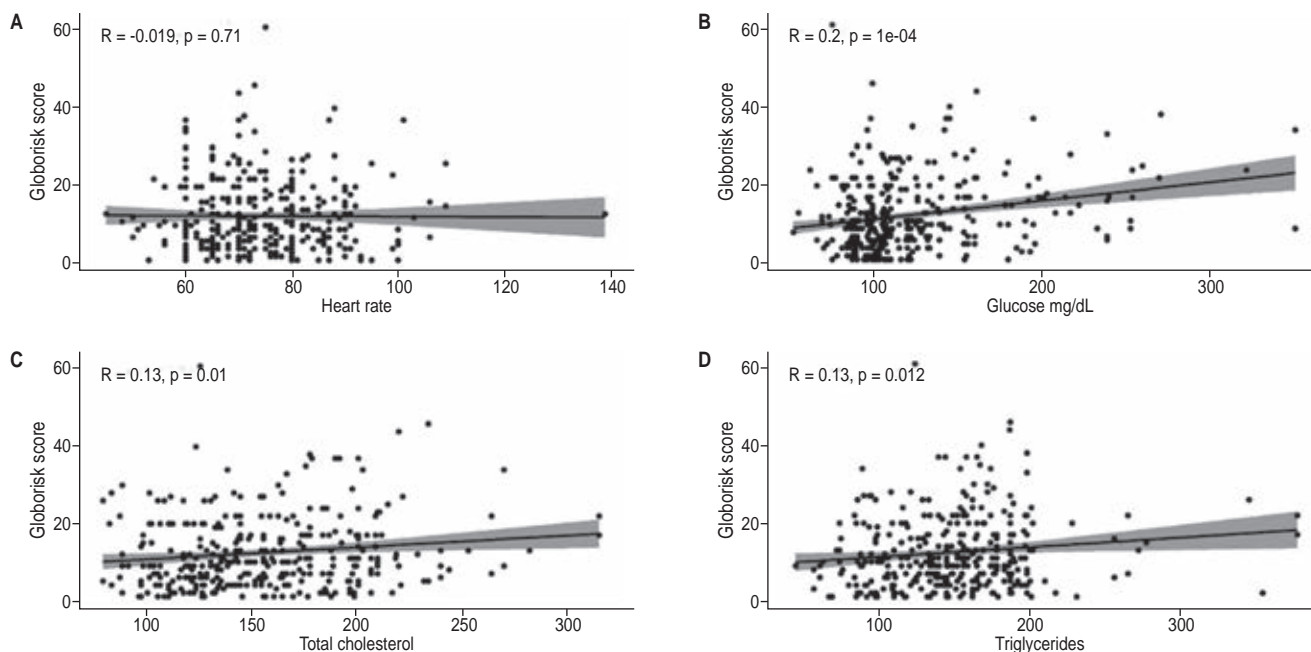 A
R = -0.019, p = 0.71
Globorisk score
60
40
20
0
60 80 100 120 140
Heart rate
B
R = 0.2, p = 1e-04
Globorisk score
60
40
20
0
100 200 300
Glucose mg/dL
C
R = 0.13, p = 0.01
Globorisk score
60
40
20
0
100 150 200 250 300
Total cholesterol
D
R = 0.13, p = 0.012
Globorisk score
60
40
20
0
100 200 300
Triglycerides